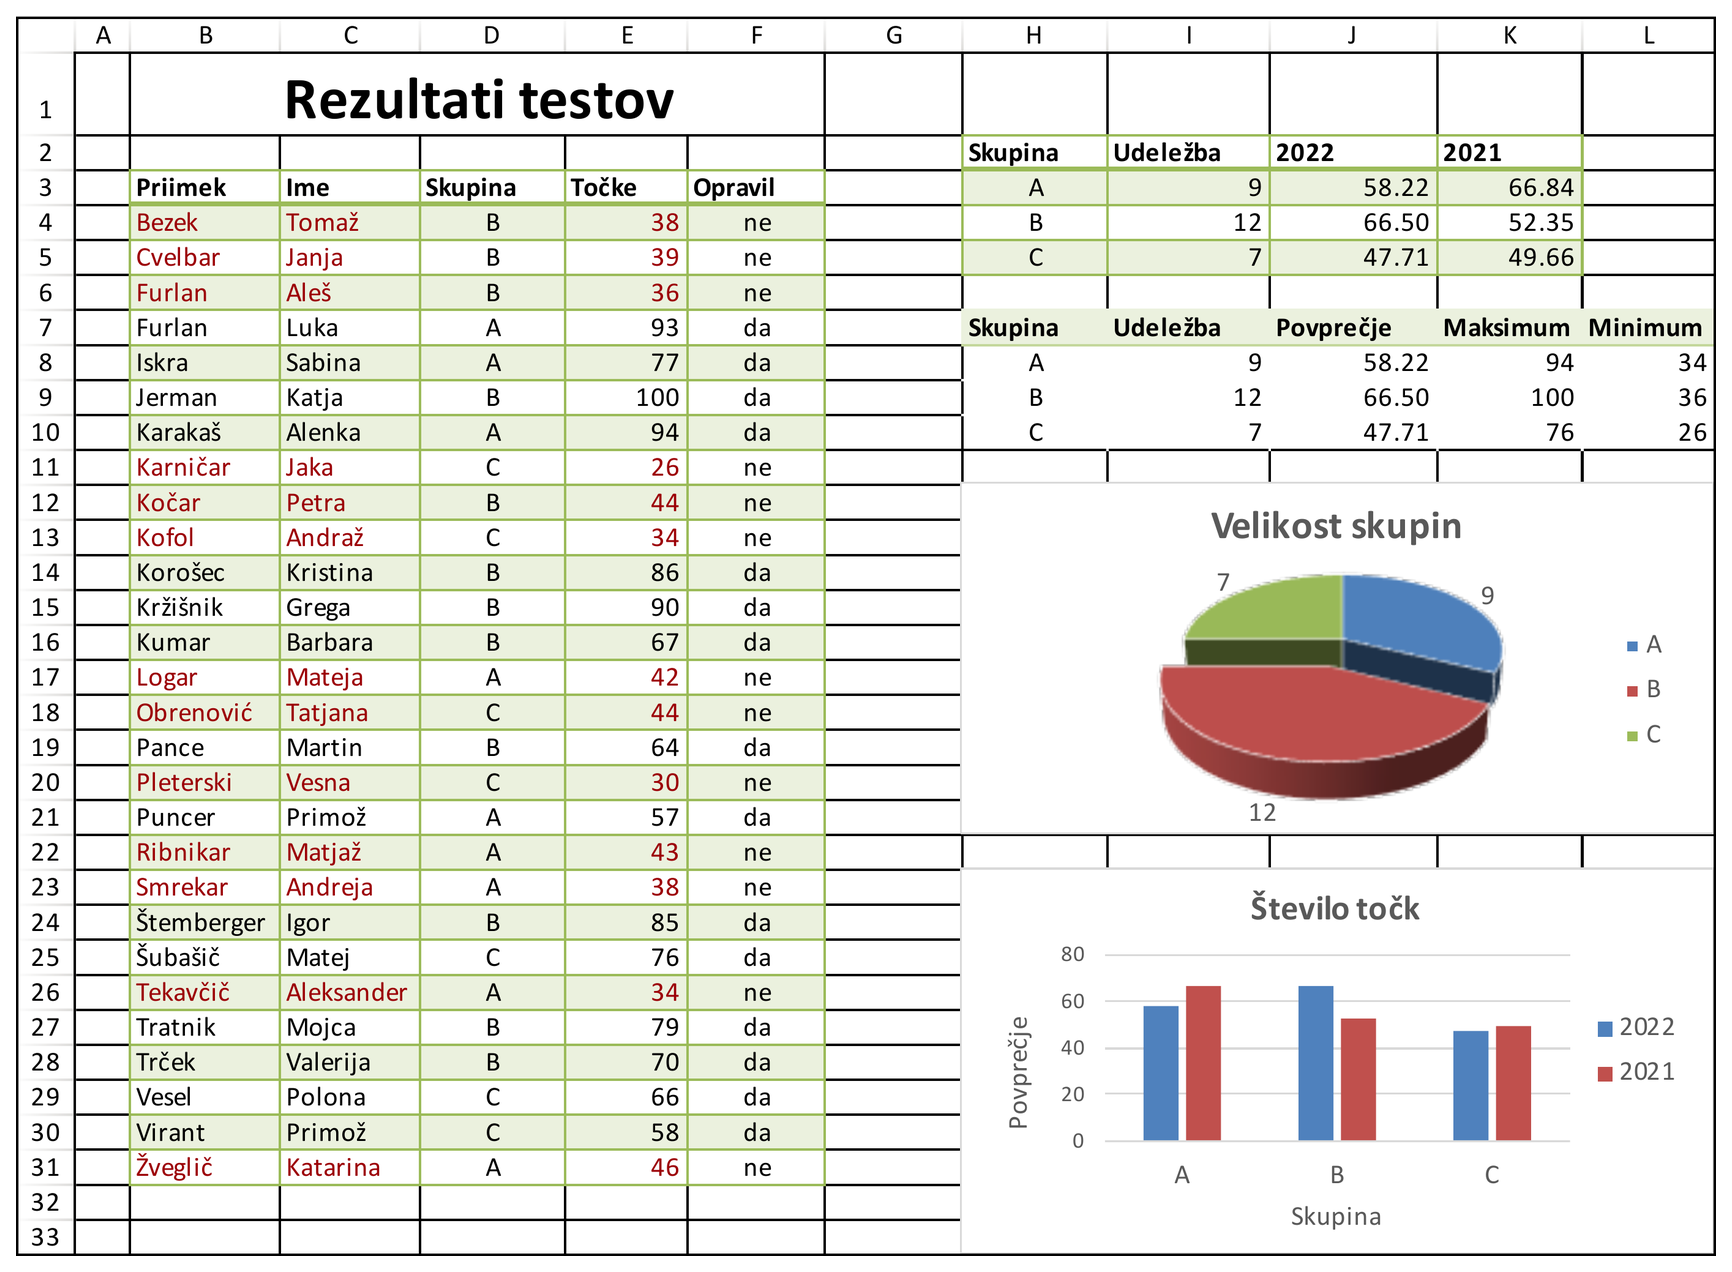 A B C D E F G H I J K L
1 Rezultati testov
2 Skupina Udeležba 2022 2021
3 Priimek Ime Skupina Točke Opravil A 9 58.22 66.84
4 Bezek Tomaž B 38 ne B 12 66.50 52.35
5 Cvelbar Janja B 39 ne C 7 47.71 49.66
6 Furlan Aleš B 36 ne
7 Furlan Luka A 93 da Skupina Udeležba Povprečje Maksimum Minimum
8 Iskra Sabina A 77 da A 9 58.22 94 34
9 Jerman Katja B 100 da B 12 66.50 100 36
10 Karakaš Alenka A 94 da C 7 47.71 76 26
11 Karničar Jaka C 26 ne
12 Kočar Petra B 44 ne
13 Kofol Andraž C 34 ne
14 Korošec Kristina B 86 da
15 Kržišnik Grega B 90 da
16 Kumar Barbara B 67 da
17 Logar Mateja A 42 ne
18 Obrenović Tatjana C 44 ne
19 Pance Martin B 64 da
20 Pleterski Vesna C 30 ne
21 Puncer Primož A 57 da
22 Ribnikar Matjaž A 43 ne
23 Smrekar Andreja A 38 ne
24 Štemberger Igor B 85 da
25 Šubašič Matej C 76 da
26 Tekavčič Aleksander A 34 ne
27 Tratnik Mojca B 79 da
28 Trček Valerija B 70 da
29 Vesel Polona C 66 da
30 Virant Primož C 58 da
31 Žveglič Katarina A 46 ne
32
33
Velikost skupin
7
9
12
A
B
C
Število točk
80
60
40
20
0
Povprečje
A B C
Skupina
2022
2021